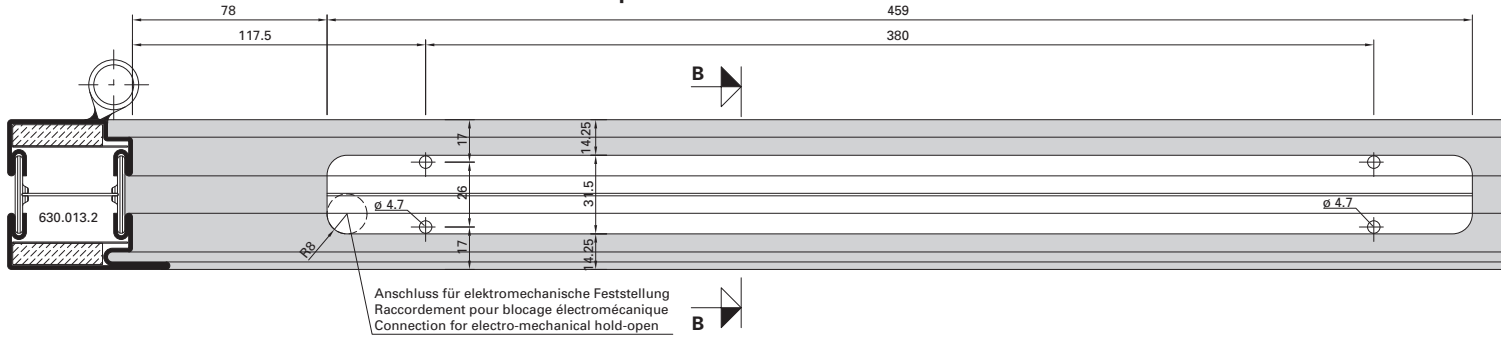 78
459
117.5
380
B
17
14.25
26
31.5
630.013.2
ø 4.7
ø 4.7
R8
17
14.25
Anschluss für elektromechanische Feststellung
Raccordement pour blocage électromécanique
Connection for electro-mechanical hold-open
B